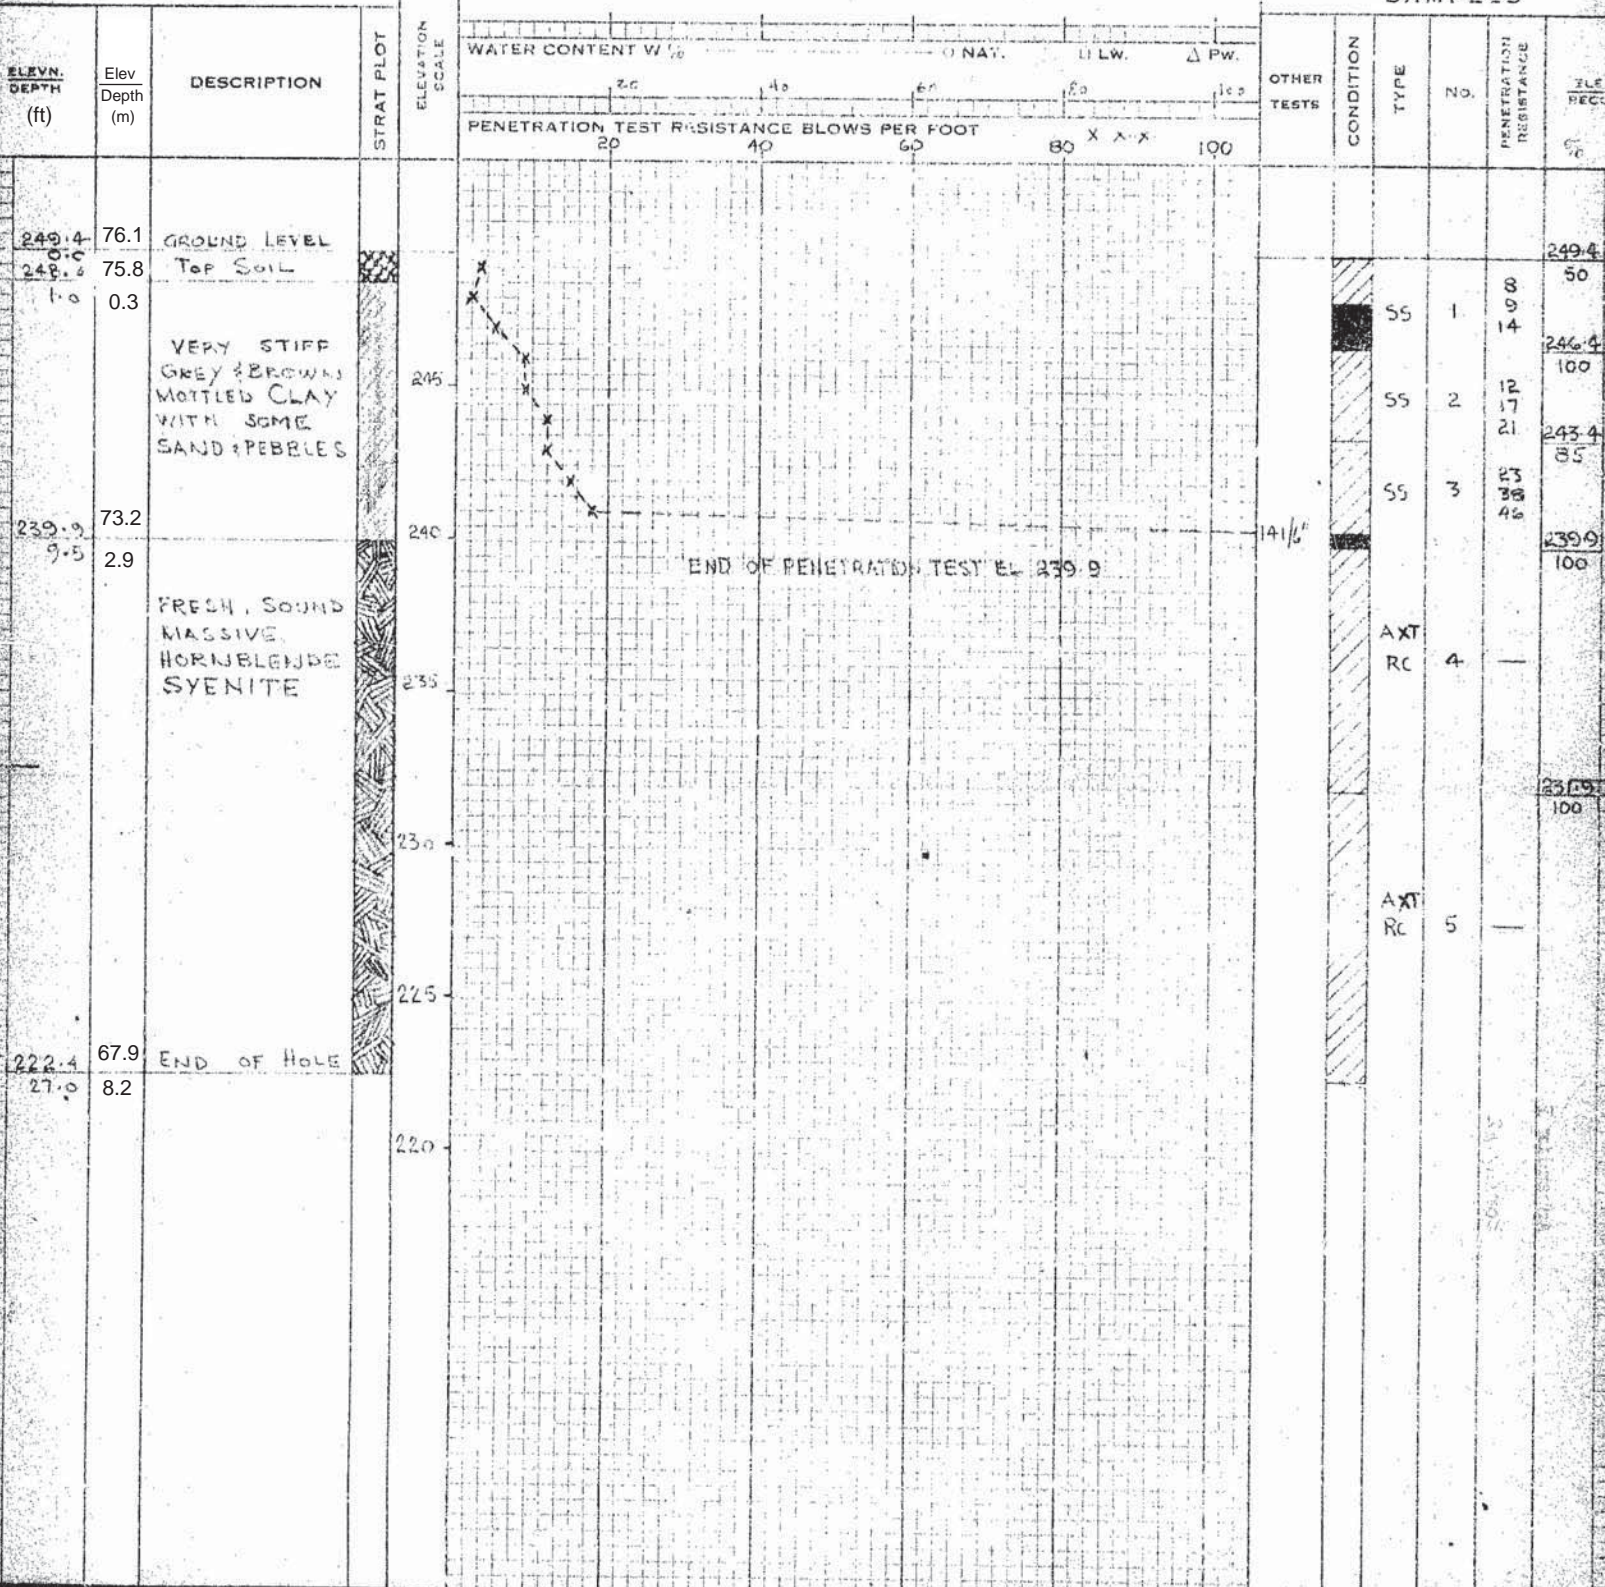 ELEVN.
DEPTH
(ft)
Elev
Depth
(m)
DESCRIPTION
STRAT PLOT
ELEVATION
SCALE
WATER CONTENT W % NAT. LW. Δ PW.
20 40 60 80 100
PENETRATION TEST RESISTANCE BLOWS PER FOOT X X X
20 40 60 80 100
OTHER
TESTS
CONDITION
TYPE
No.
PENETRATION
RESISTANCE
%
249.4 76.1 GROUND LEVEL
0.0
75.8 TOP SOIL
1.0 0.3
VERY STIFF
GREY & BROWN
MOTTLED CLAY
WITH SOME
SAND & PEBBLES
239.9 73.2
9.5 2.9
FRESH, SOUND
MASSIVE
HORNBLENDE
SYENITE
222.4 67.9 END OF HOLE
27.0 8.2
245
240
235
230
225
220
141/6"
END OF PENETRATION TEST EL 239.9
249.4
50
SS 1 8
9
14
246.4
100
SS 2 12
17
21
243.4
85
SS 3 23
38
46
239.9
100
AXT
RC 4 —
231.9
100
AXT
RC 5 —